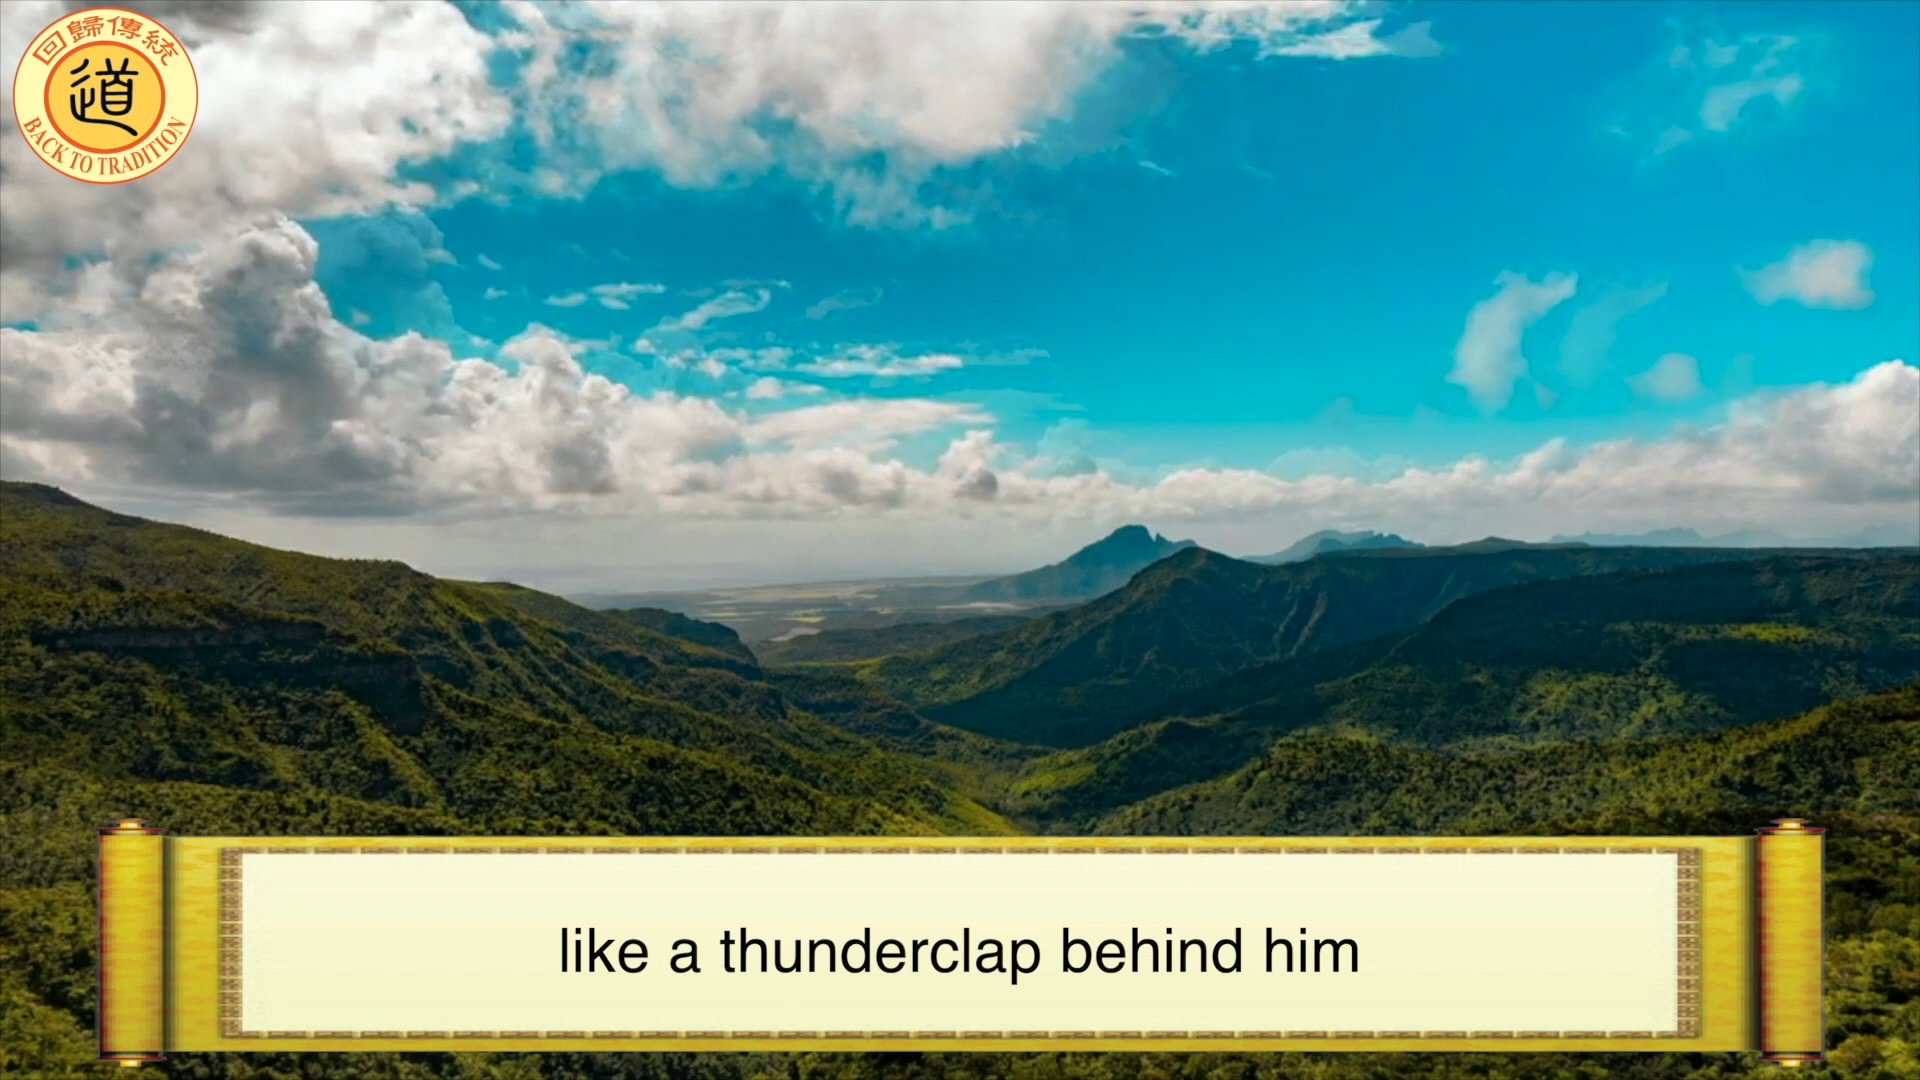 回歸傳統
道
BACK TO TRADITION
like a thunderclap behind him